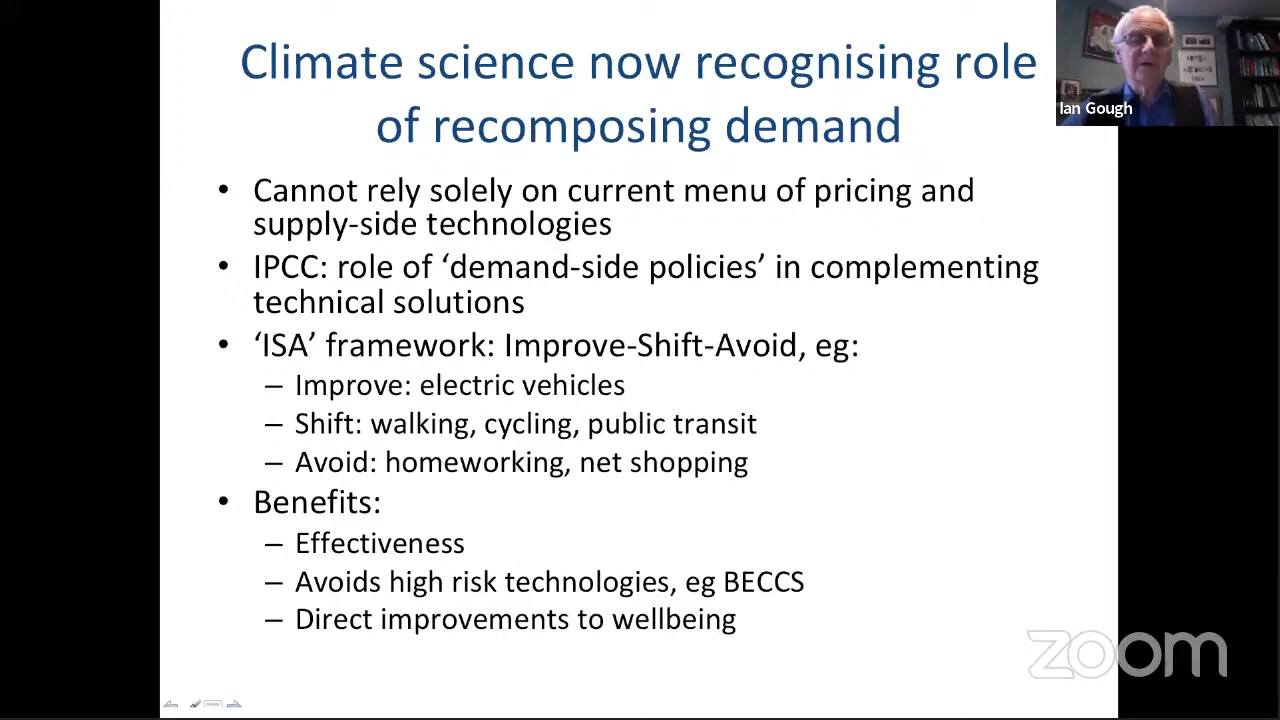 Climate science now recognising role
of recomposing demand
• Cannot rely solely on current menu of pricing and
supply-side technologies
• IPCC: role of ‘demand-side policies’ in complementing
technical solutions
• ‘ISA’ framework: Improve-Shift-Avoid, eg:
– Improve: electric vehicles
– Shift: walking, cycling, public transit
– Avoid: homeworking, net shopping
• Benefits:
– Effectiveness
– Avoids high risk technologies, eg BECCS
– Direct improvements to wellbeing
Ian Gough
zoom